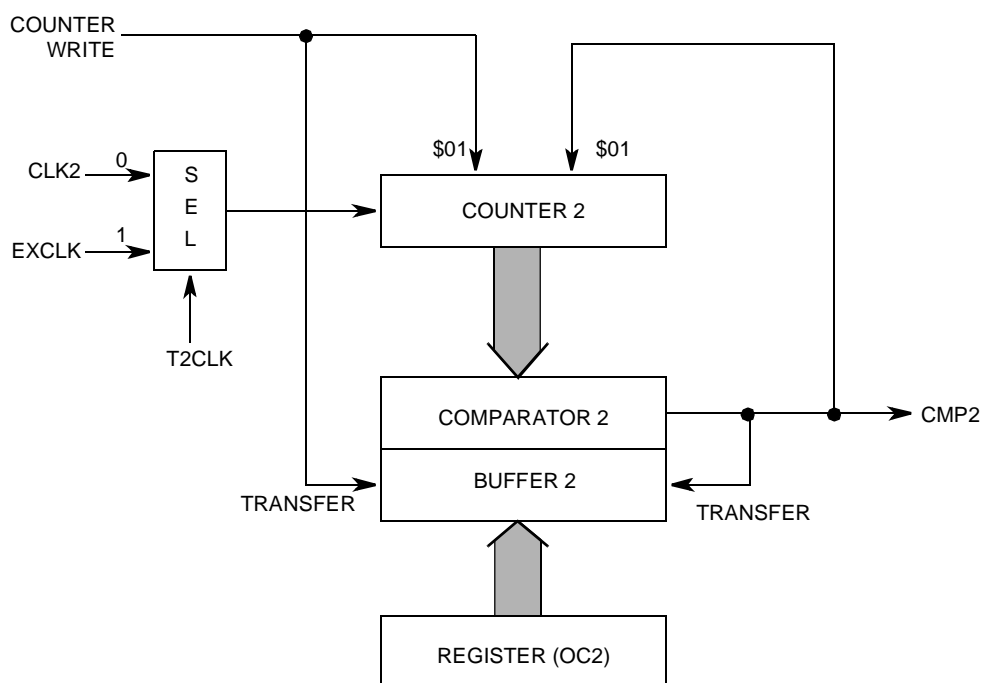 COUNTER
WRITE
$01
$01
CLK2
0
S
E
L
COUNTER 2
EXCLK
1
T2CLK
COMPARATOR 2
CMP2
BUFFER 2
TRANSFER
TRANSFER
REGISTER (OC2)